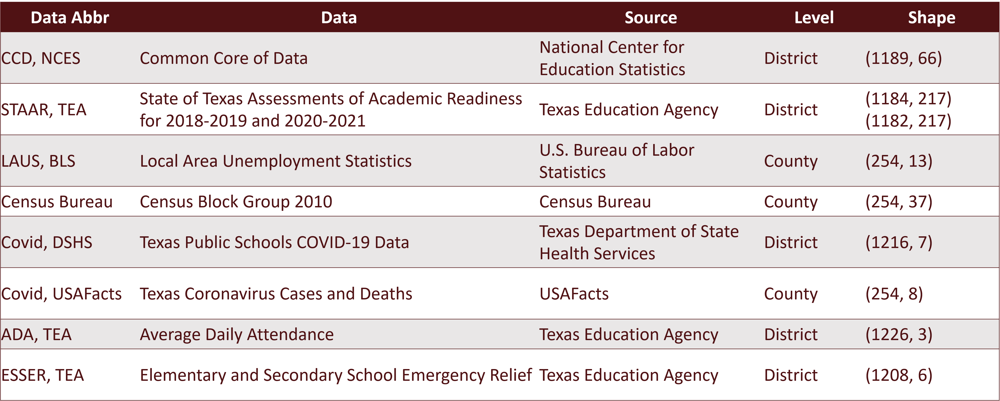 Data Abbr Data Source Level Shape
CCD, NCES Common Core of Data National Center for Education Statistics District (1189, 66)
STAAR, TEA State of Texas Assessments of Academic Readiness for 2018-2019 and 2020-2021 Texas Education Agency District (1184, 217) (1182, 217)
LAUS, BLS Local Area Unemployment Statistics U.S. Bureau of Labor Statistics County (254, 13)
Census Bureau Census Block Group 2010 Census Bureau County (254, 37)
Covid, DSHS Texas Public Schools COVID-19 Data Texas Department of State Health Services District (1216, 7)
Covid, USAFacts Texas Coronavirus Cases and Deaths USAFacts County (254, 8)
ADA, TEA Average Daily Attendance Texas Education Agency District (1226, 3)
ESSER, TEA Elementary and Secondary School Emergency Relief Texas Education Agency District (1208, 6)